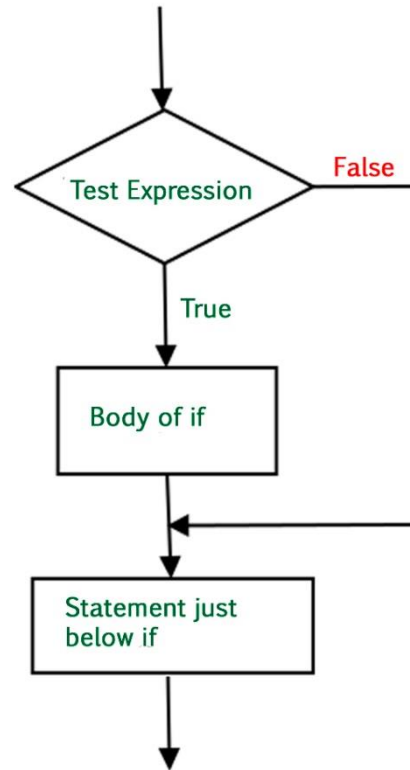 Test Expression
False
True
Body of if
Statement just
below if